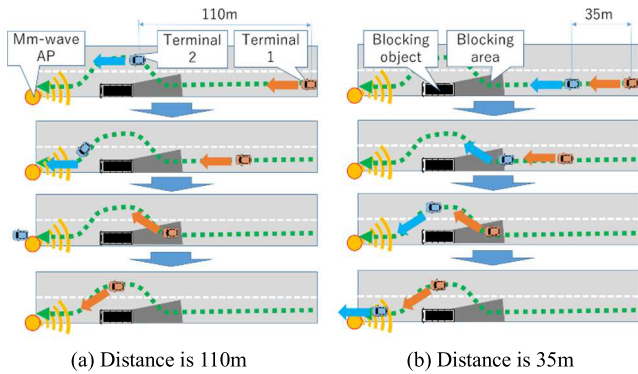 110m
35m
Mm-wave
AP
Terminal
2
Terminal
1
Blocking
object
Blocking
area
(a) Distance is 110m
(b) Distance is 35m